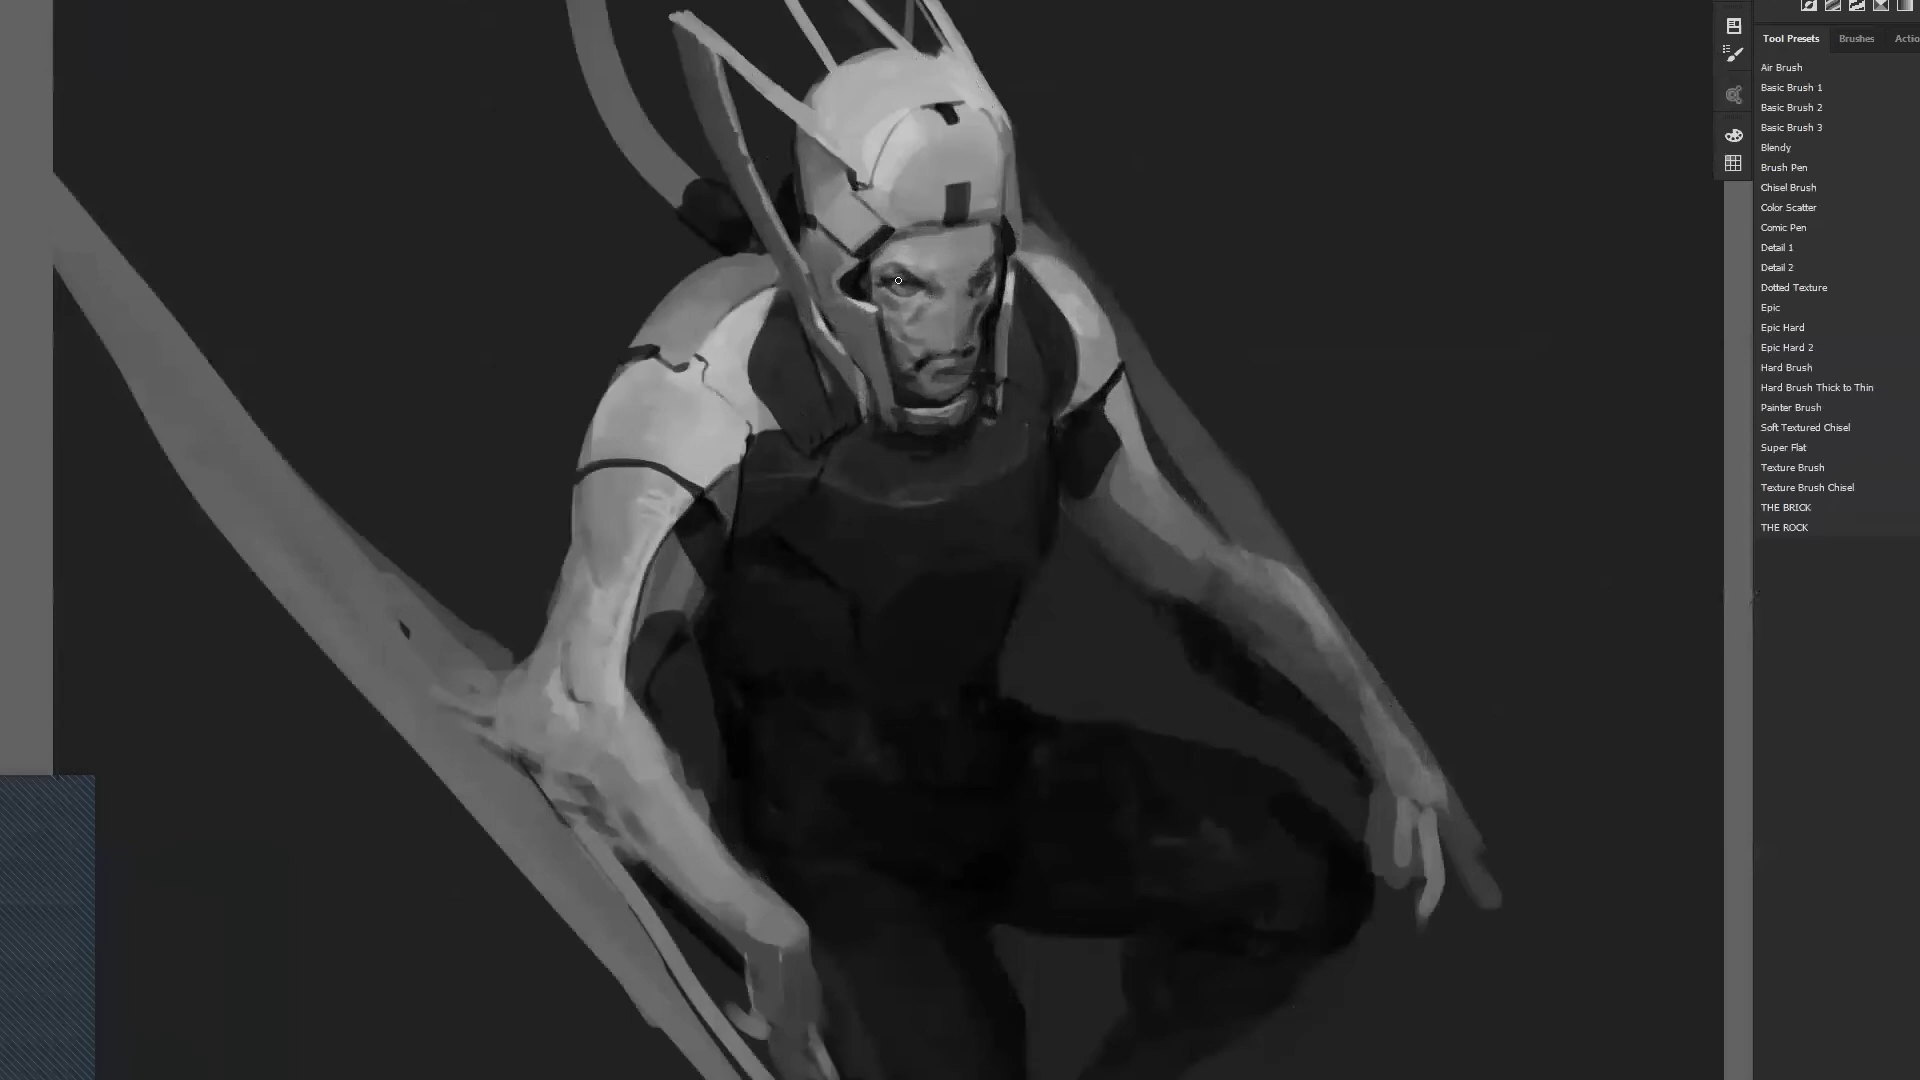 Tool Presets Brushes Actio
Air Brush
Basic Brush 1
Basic Brush 2
Basic Brush 3
Blendy
Brush Pen
Chisel Brush
Color Scatter
Comic Pen
Detail 1
Detail 2
Dotted Texture
Epic
Epic Hard
Epic Hard 2
Hard Brush
Hard Brush Thick to Thin
Painter Brush
Soft Textured Chisel
Super Flat
Texture Brush
Texture Brush Chisel
THE BRICK
THE ROCK